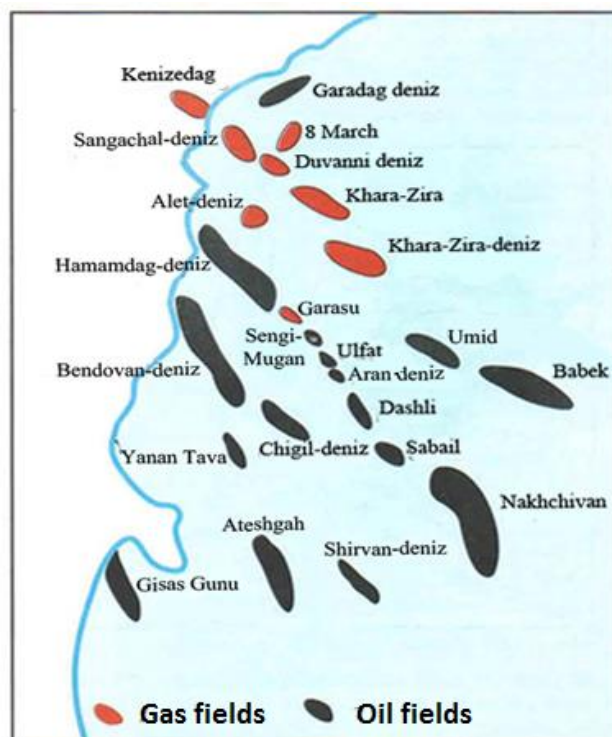 Kenizedag
Garadag deniz
Sangachal-deniz
8 March
Duvanni deniz
Alet-deniz
Khara-Zira
Khara-Zira-deniz
Hamamdag-deniz
Garasu
Sengi-
Mugan
Ulfat
Umid
Aran deniz
Babek
Bendovan-deniz
Dashli
Yanan Tava
Chigil-deniz
Sabail
Nakhchivan
Ateshgah
Shirvan-deniz
Gisas Gunu
Gas fields
Oil fields